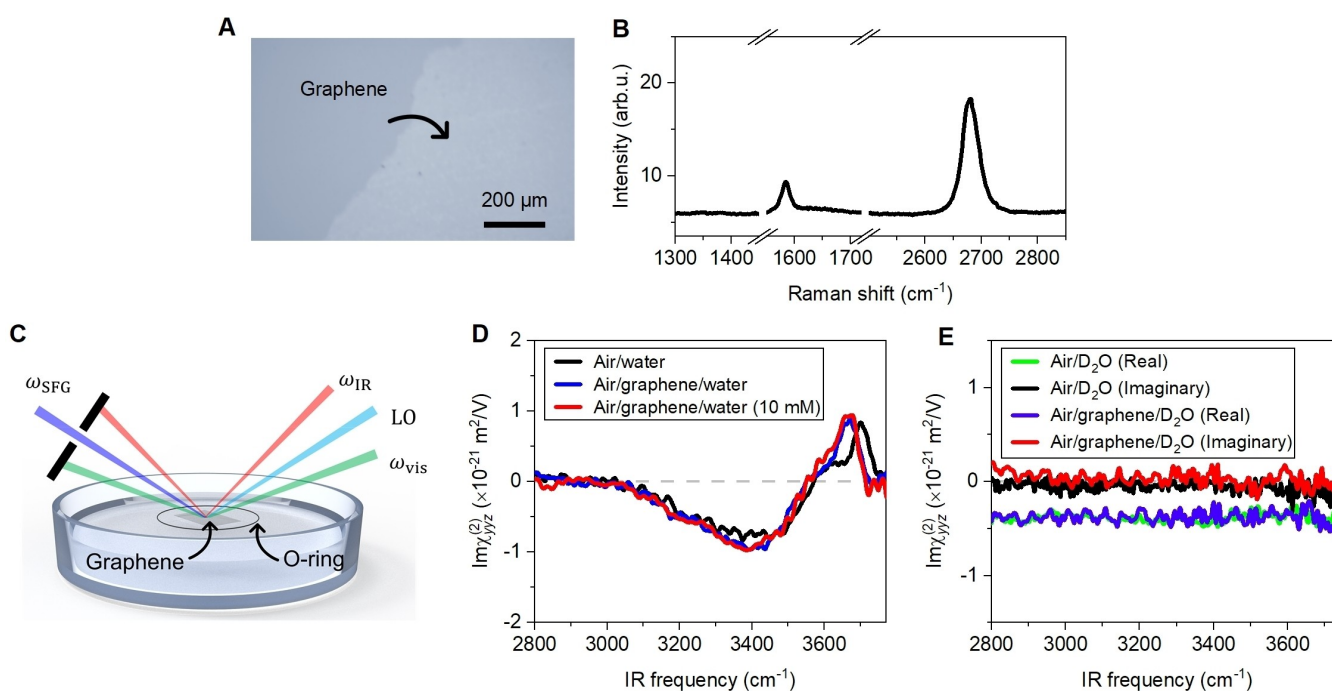 A
Graphene
200 µm
B
Intensity (arb.u.)
20
10
1300 1400 1600 1700 2600 2700 2800
Raman shift (cm⁻¹)
C
ω_SFG
ω_IR
LO
ω_vis
Graphene
O-ring
D
Imχ_yyz^(2) (×10⁻²¹ m²/V)
2
1
0
-1
-2
Air/water
Air/graphene/water
Air/graphene/water (10 mM)
2800 3000 3200 3400 3600
IR frequency (cm⁻¹)
E
Imχ_yyz^(2) (×10⁻²¹ m²/V)
1
0
-1
Air/D₂O (Real)
Air/D₂O (Imaginary)
Air/graphene/D₂O (Real)
Air/graphene/D₂O (Imaginary)
2800 3000 3200 3400 3600
IR frequency (cm⁻¹)